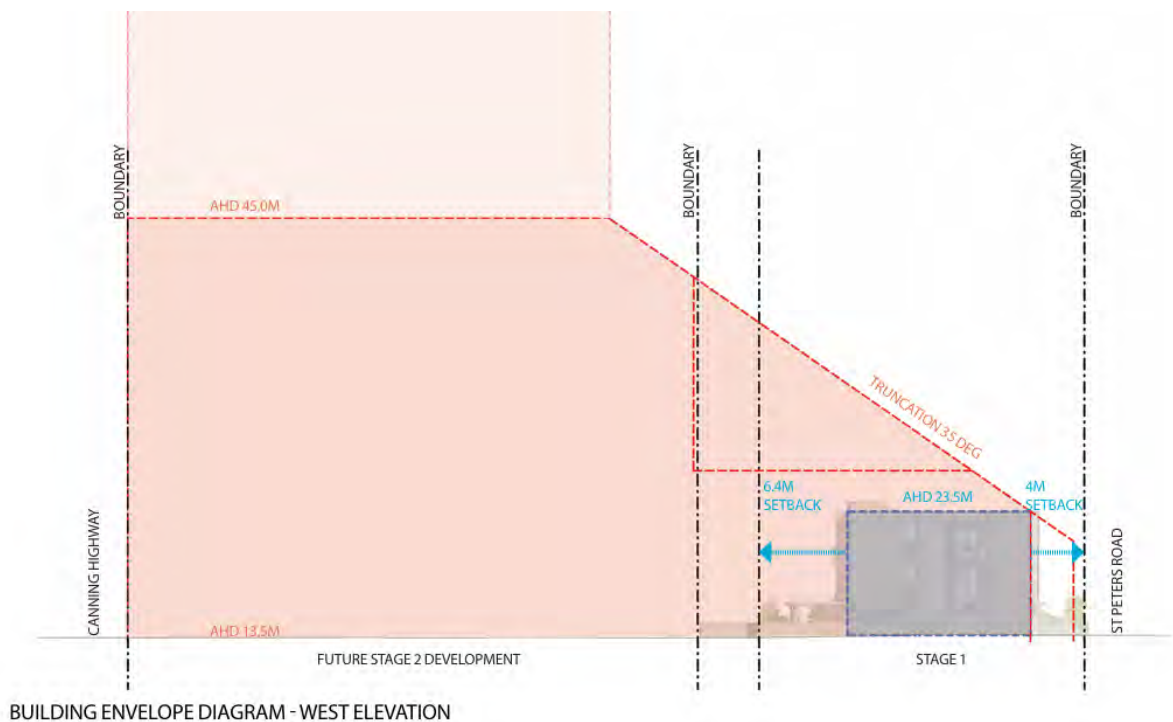 BOUNDARY
AHD 45.0M
BOUNDARY
BOUNDARY
TRUNCATION 35 DEG
6.4M
SETBACK
AHD 23.5M
4M
SETBACK
CANNING HIGHWAY
ST PETERS ROAD
AHD 13.5M
FUTURE STAGE 2 DEVELOPMENT
STAGE 1
BUILDING ENVELOPE DIAGRAM - WEST ELEVATION